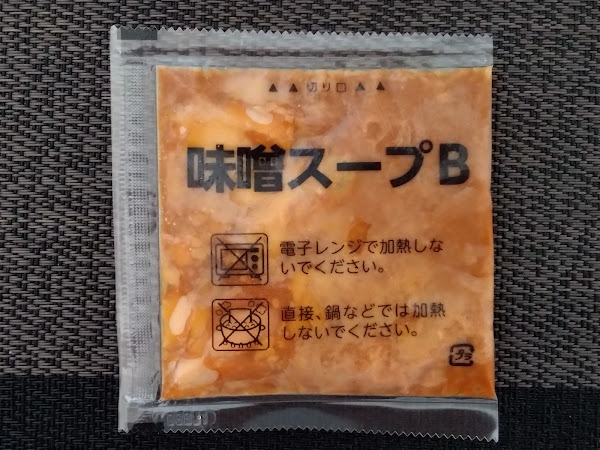 ▲ ▲ 切り口 ▲ ▲
味噌スープB
電子レンジで加熱しな
いでください。
直接、鍋などでは加熱
しないでください。
プラ